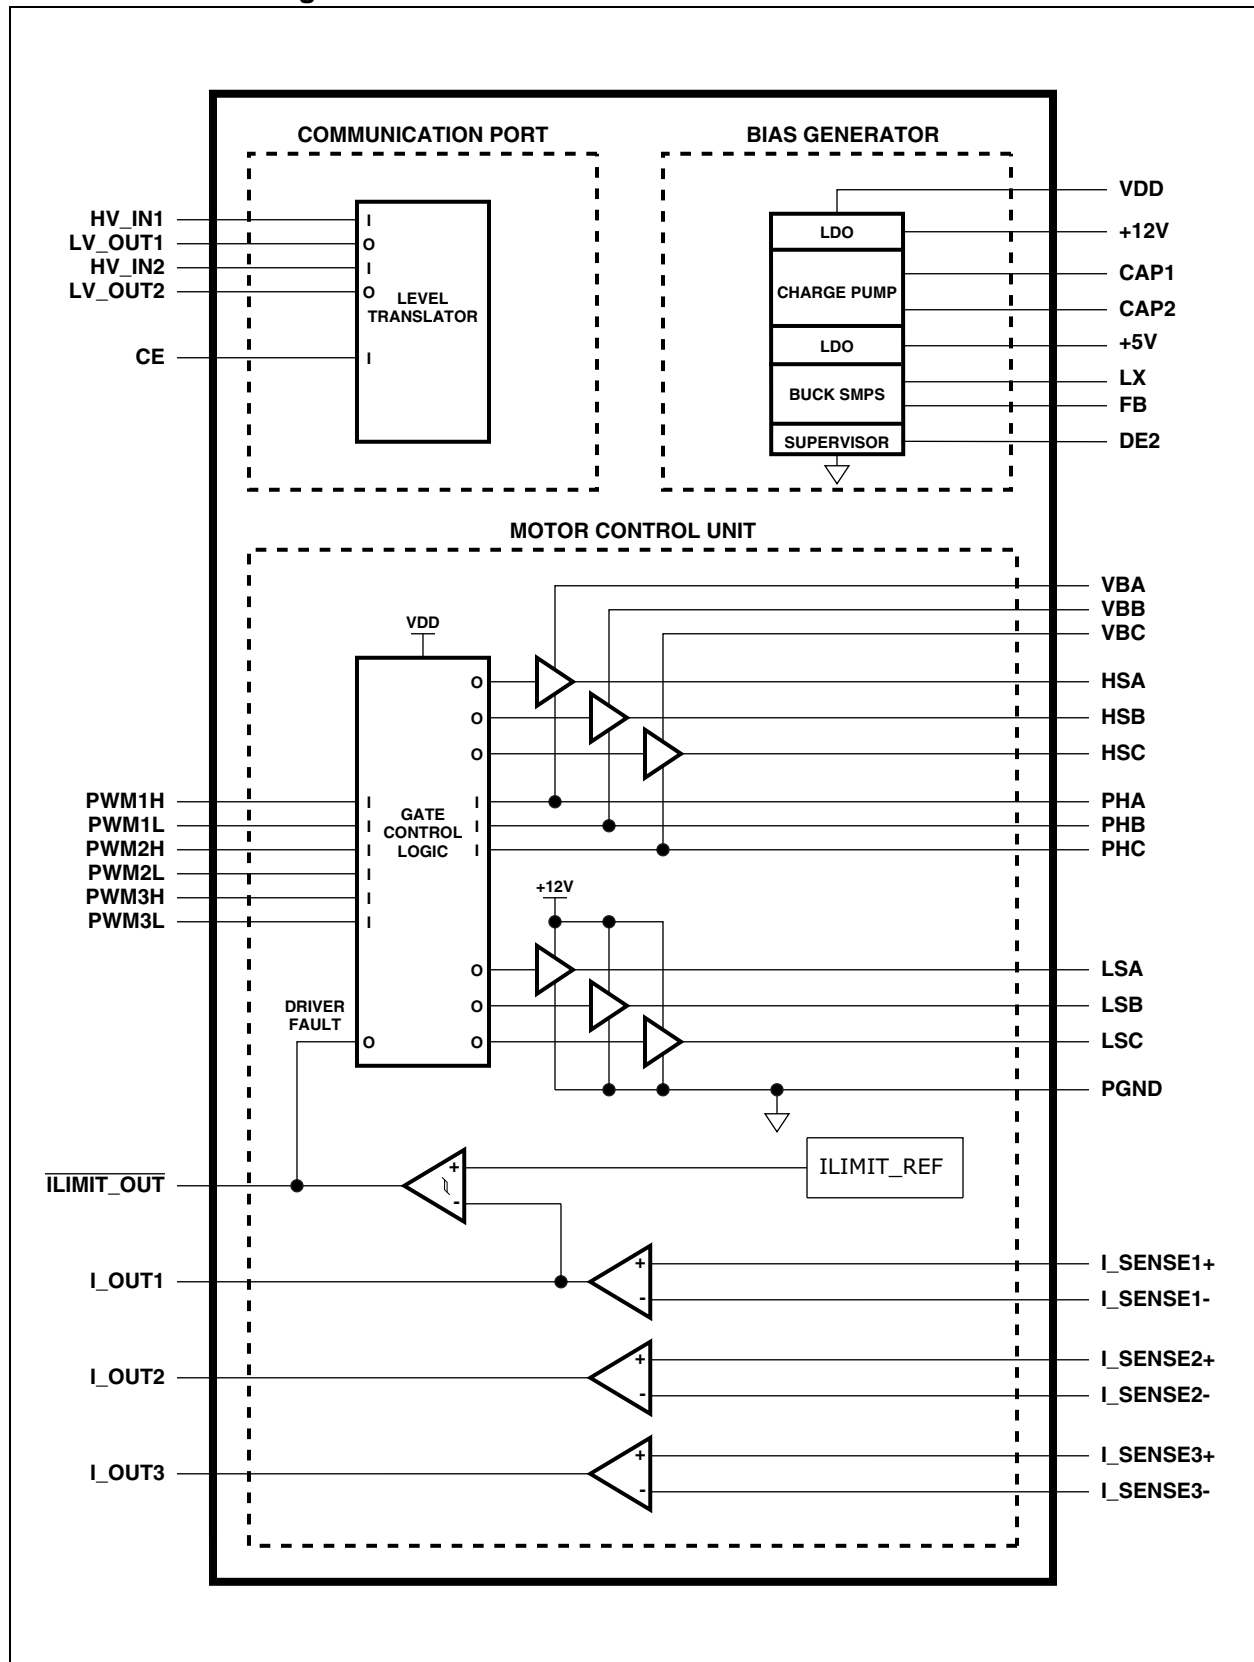 COMMUNICATION PORT
BIAS GENERATOR
HV_IN1
LV_OUT1
HV_IN2
LV_OUT2
CE
I
O
I
O
I
LEVEL
TRANSLATOR
LDO
CHARGE PUMP
LDO
BUCK SMPS
SUPERVISOR
VDD
+12V
CAP1
CAP2
+5V
LX
FB
DE2
MOTOR CONTROL UNIT
VDD
PWM1H
PWM1L
PWM2H
PWM2L
PWM3H
PWM3L
I
I
I
I
I
I
GATE
CONTROL
LOGIC
O
O
O
I
I
I
O
O
O
O
DRIVER
FAULT
+12V
VBA
VBB
VBC
HSA
HSB
HSC
PHA
PHB
PHC
LSA
LSB
LSC
PGND
ILIMIT_REF
+
-
ILIMIT_OUT
I_OUT1
+
-
I_SENSE1+
I_SENSE1-
I_OUT2
+
-
I_SENSE2+
I_SENSE2-
I_OUT3
+
-
I_SENSE3+
I_SENSE3-